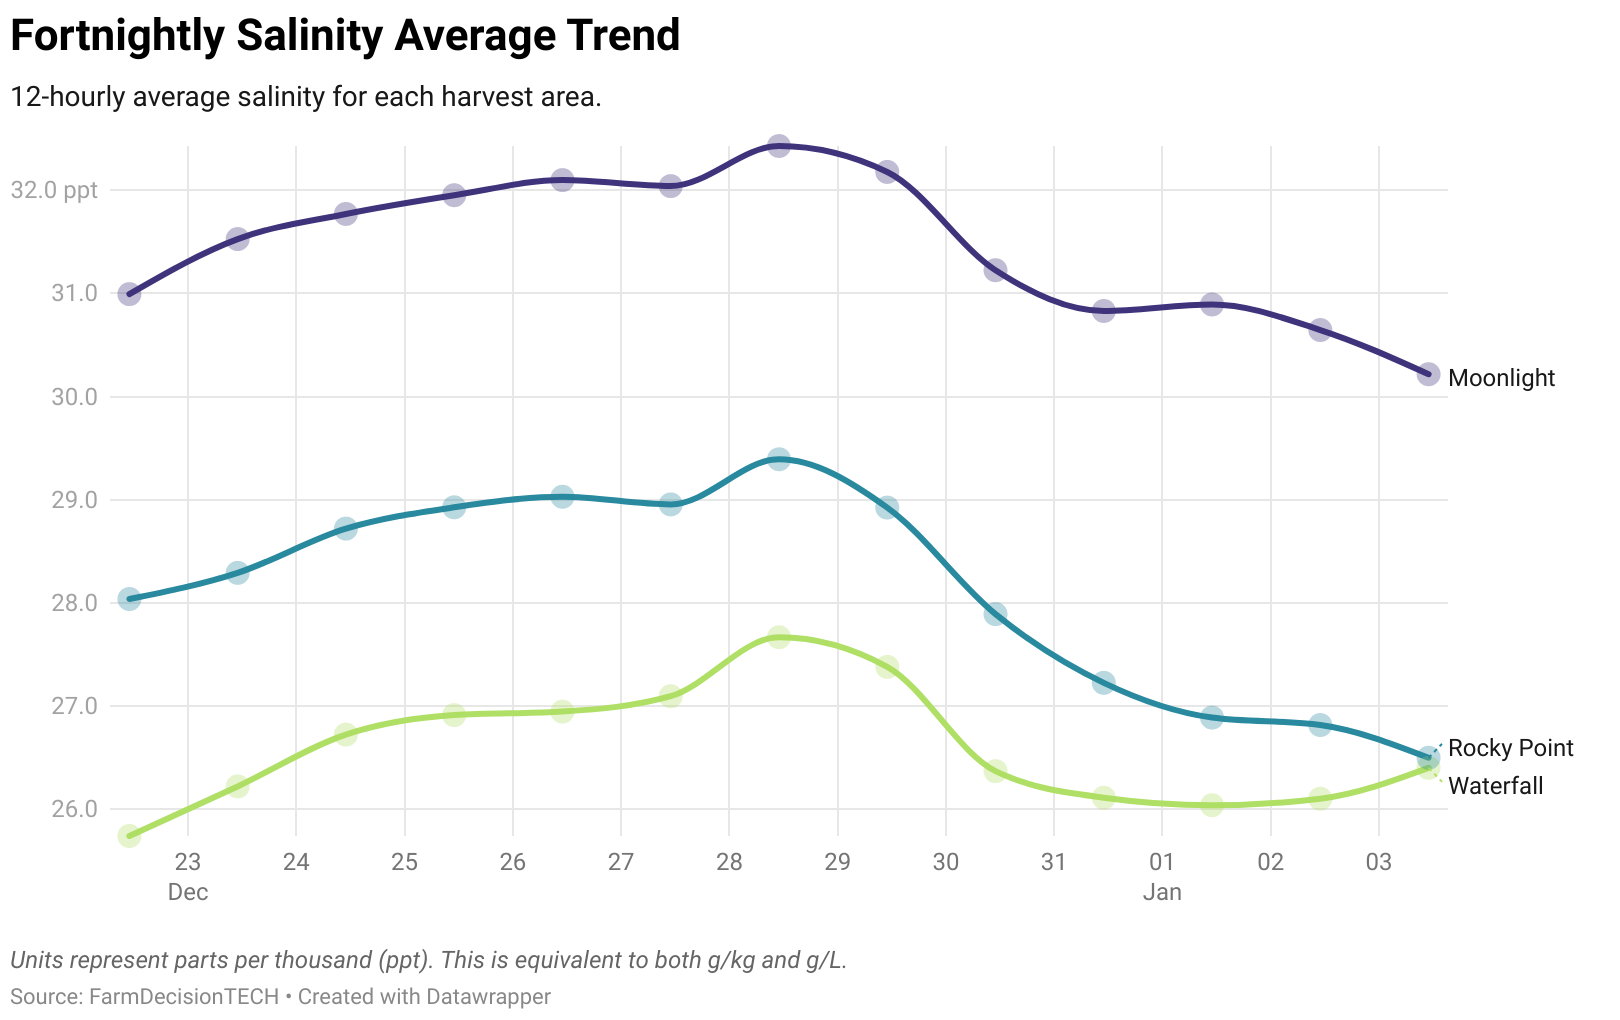 Fortnightly Salinity Average Trend
12-hourly average salinity for each harvest area.
32.0 ppt
31.0
30.0
29.0
28.0
27.0
26.0
Moonlight
Rocky Point
Waterfall
23 24 25 26 27 28 29 30 31 01 02 03
Dec Jan
Units represent parts per thousand (ppt). This is equivalent to both g/kg and g/L.
Source: FarmDecisionTECH • Created with Datawrapper